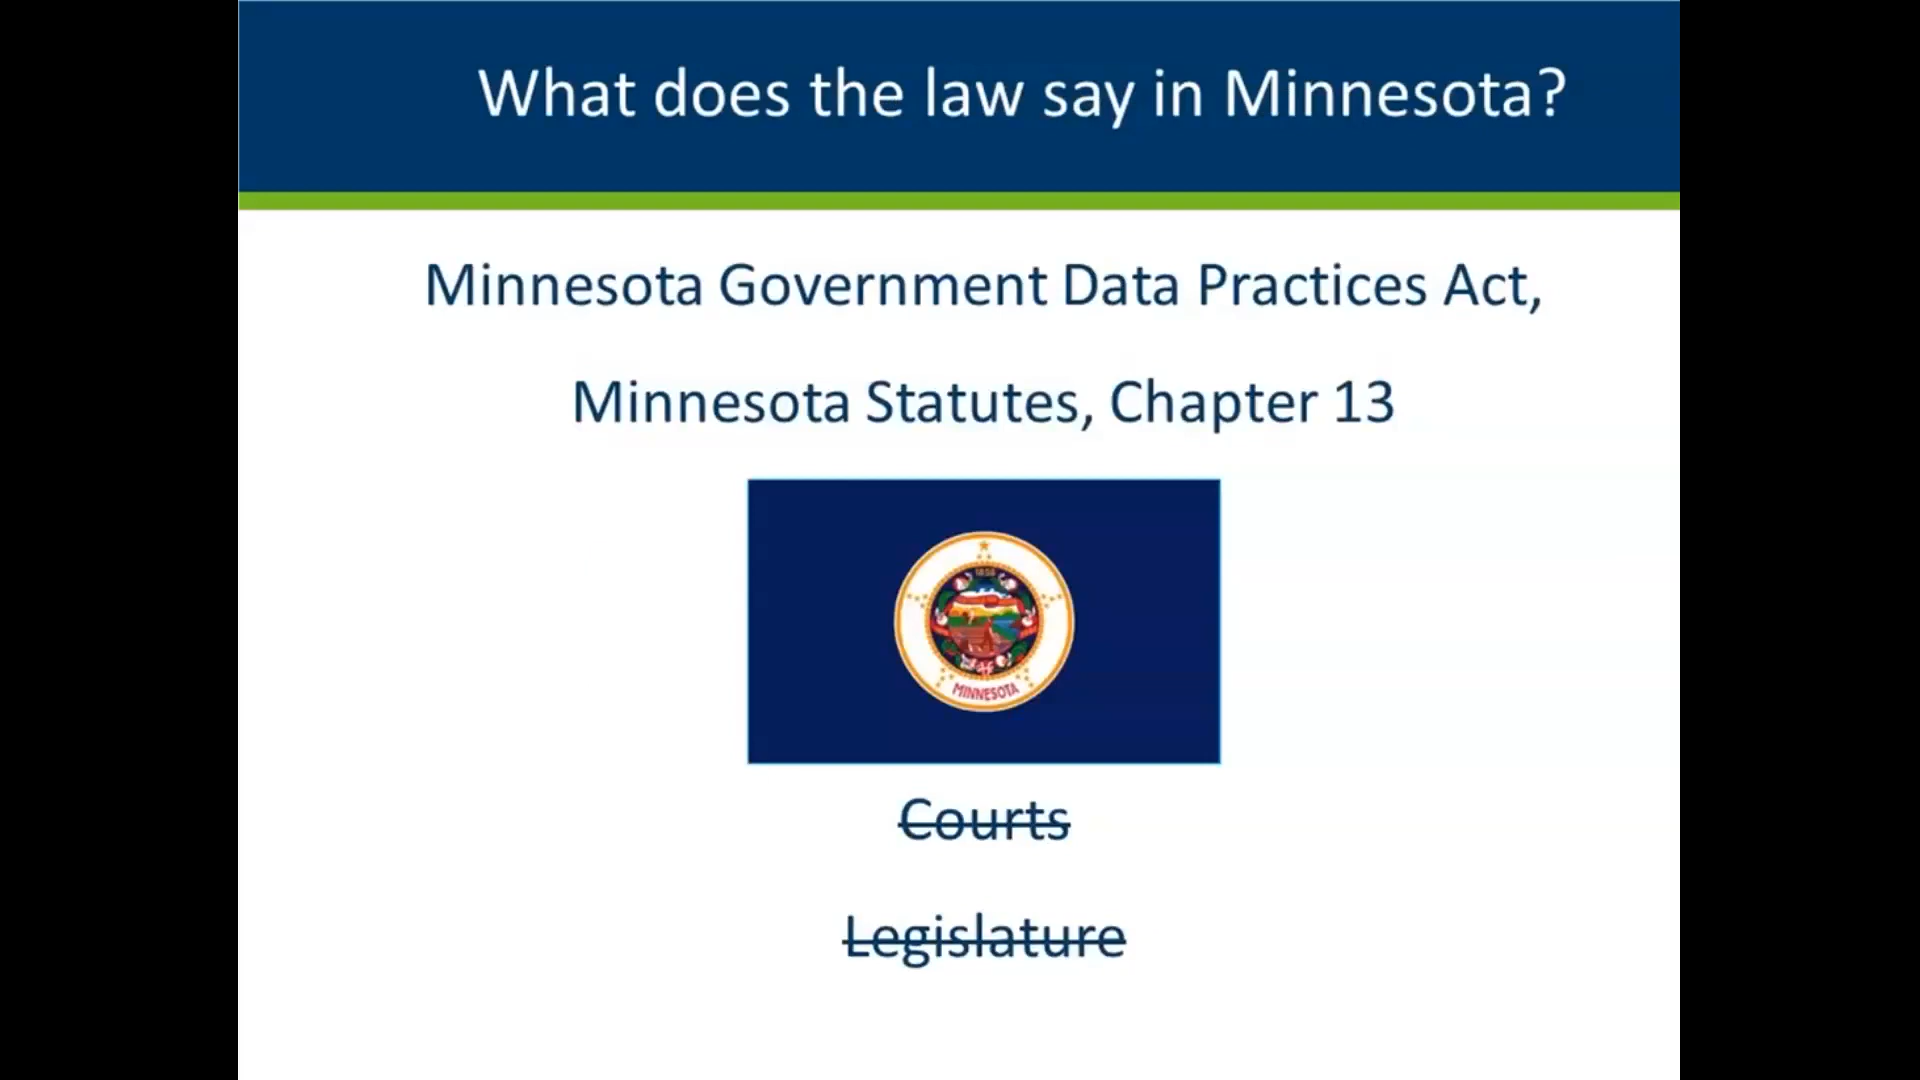 What does the law say in Minnesota?
Minnesota Government Data Practices Act,
Minnesota Statutes, Chapter 13
1858
MINNESOTA
Courts
Legislature